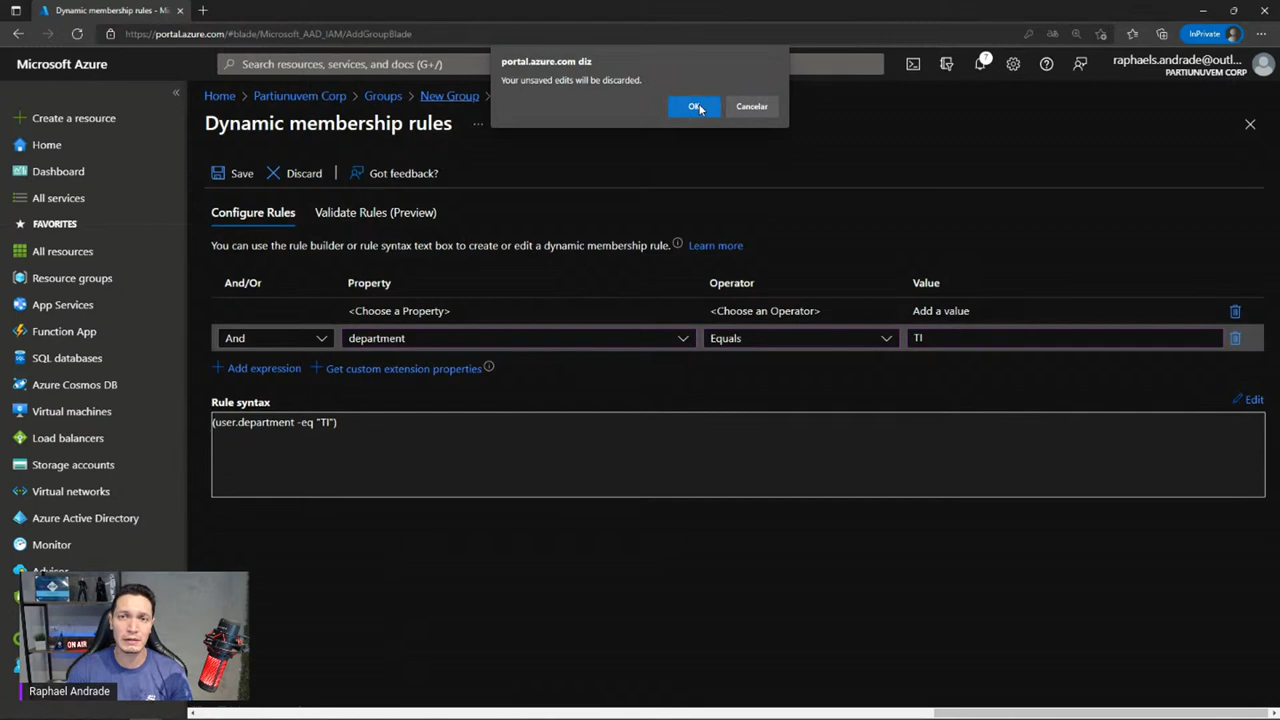 Dynamic membership rules - Mi
https://portal.azure.com/#blade/Microsoft_AAD_IAM/AddGroupBlade
InPrivate
Microsoft Azure
Search resources, services, and docs (G+/)
7
raphaels.andrade@outl...
PARTIUNUVEM CORP
portal.azure.com diz
Your unsaved edits will be discarded.
OK
Cancelar
Home > Partiunuvem Corp > Groups > New Group >
Dynamic membership rules ...
Save
Discard
Got feedback?
Configure Rules
Validate Rules (Preview)
You can use the rule builder or rule syntax text box to create or edit a dynamic membership rule. Learn more
And/Or
Property
Operator
Value
<Choose a Property>
<Choose an Operator>
Add a value
And
department
Equals
TI
Add expression
Get custom extension properties
Rule syntax
Edit
(user.department -eq "TI")
Create a resource
Home
Dashboard
All services
FAVORITES
All resources
Resource groups
App Services
Function App
SQL databases
Azure Cosmos DB
Virtual machines
Load balancers
Storage accounts
Virtual networks
Azure Active Directory
Monitor
ON AIR
Raphael Andrade